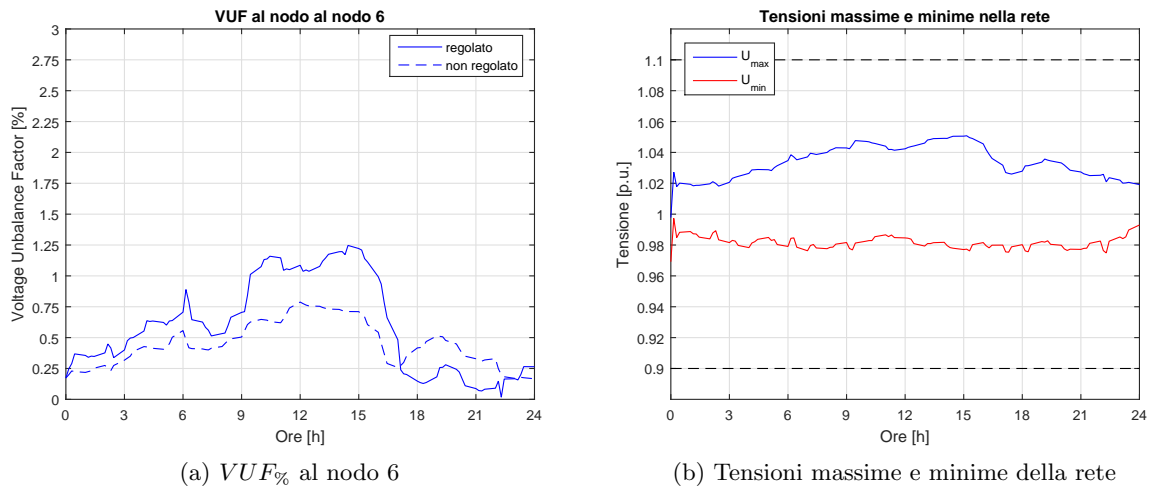 VUF al nodo al nodo 6
3
2.75
2.5
2.25
2
1.75
1.5
1.25
1
0.75
0.5
0.25
0
Voltage Unbalance Factor [%]
regolato
non regolato
0 3 6 9 12 15 18 21 24
Ore [h]
(a) VUF% al nodo 6
Tensioni massime e minime nella rete
1.1
1.08
1.06
1.04
1.02
1
0.98
0.96
0.94
0.92
0.9
Tensione [p.u.]
U_max
U_min
0 3 6 9 12 15 18 21 24
Ore [h]
(b) Tensioni massime e minime della rete